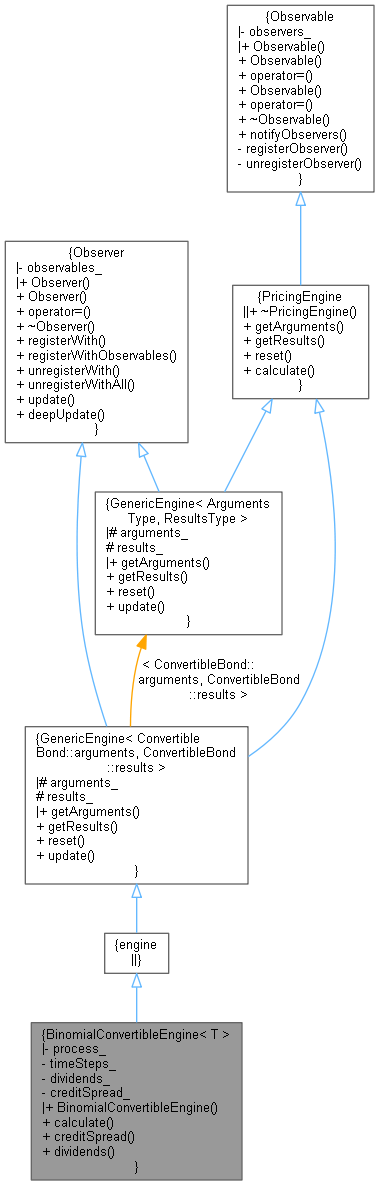 {Observable
|- observers_
|+ Observable()
+ Observable()
+ operator=()
+ Observable()
+ operator=()
+ ~Observable()
+ notifyObservers()
- registerObserver()
- unregisterObserver()
}
{Observer
|- observables_
|+ Observer()
+ Observer()
+ operator=()
+ ~Observer()
+ registerWith()
+ registerWithObservables()
+ unregisterWith()
+ unregisterWithAll()
+ update()
+ deepUpdate()
}
{PricingEngine
||+ ~PricingEngine()
+ getArguments()
+ getResults()
+ reset()
+ calculate()
}
{GenericEngine< Arguments
Type, ResultsType >
|# arguments_
# results_
|+ getArguments()
+ getResults()
+ reset()
+ update()
}
< ConvertibleBond::
arguments, ConvertibleBond
::results >
{GenericEngine< Convertible
Bond::arguments, ConvertibleBond
::results >
|# arguments_
# results_
|+ getArguments()
+ getResults()
+ reset()
+ update()
}
{engine
||}
{BinomialConvertibleEngine< T >
|- process_
- timeSteps_
- dividends_
- creditSpread_
|+ BinomialConvertibleEngine()
+ calculate()
+ creditSpread()
+ dividends()
}